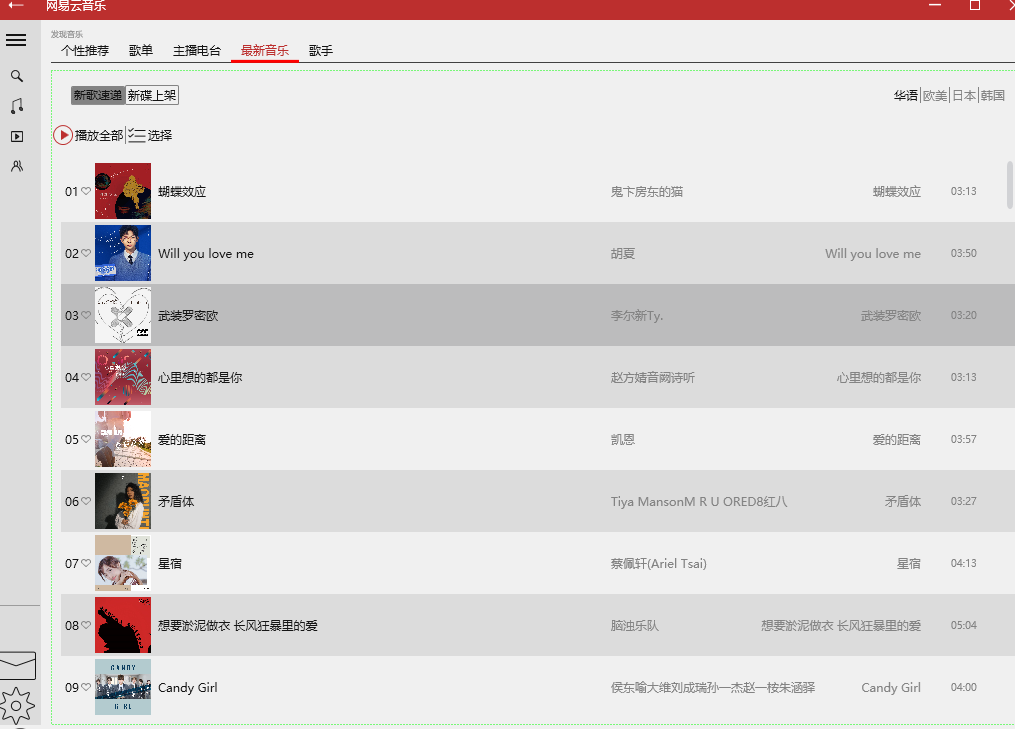 网易云音乐
发现音乐
个性推荐 歌单 主播电台 最新音乐 歌手
新歌速递 新碟上架 华语 欧美 日本 韩国
播放全部 选择
01 蝴蝶效应 鬼卞房东的猫 蝴蝶效应 03:13
02 Will you love me 胡夏 Will you love me 03:50
03 武装罗密欧 李尔新Ty. 武装罗密欧 03:20
04 心里想的都是你 赵方婧音阙诗听 心里想的都是你 03:13
05 爱的距离 凯恩 爱的距离 03:57
06 矛盾体 Tiya MansonM R U ORED8红八 矛盾体 03:27
07 星宿 蔡佩轩(Ariel Tsai) 星宿 04:13
08 想要淤泥做衣 长风狂暴里的爱 脑浊乐队 想要淤泥做衣 长风狂暴里的爱 05:04
CANDY
GIRL
09 Candy Girl 侯东喻大维刘成瑞孙一杰赵一桉朱涵驿 Candy Girl 04:00